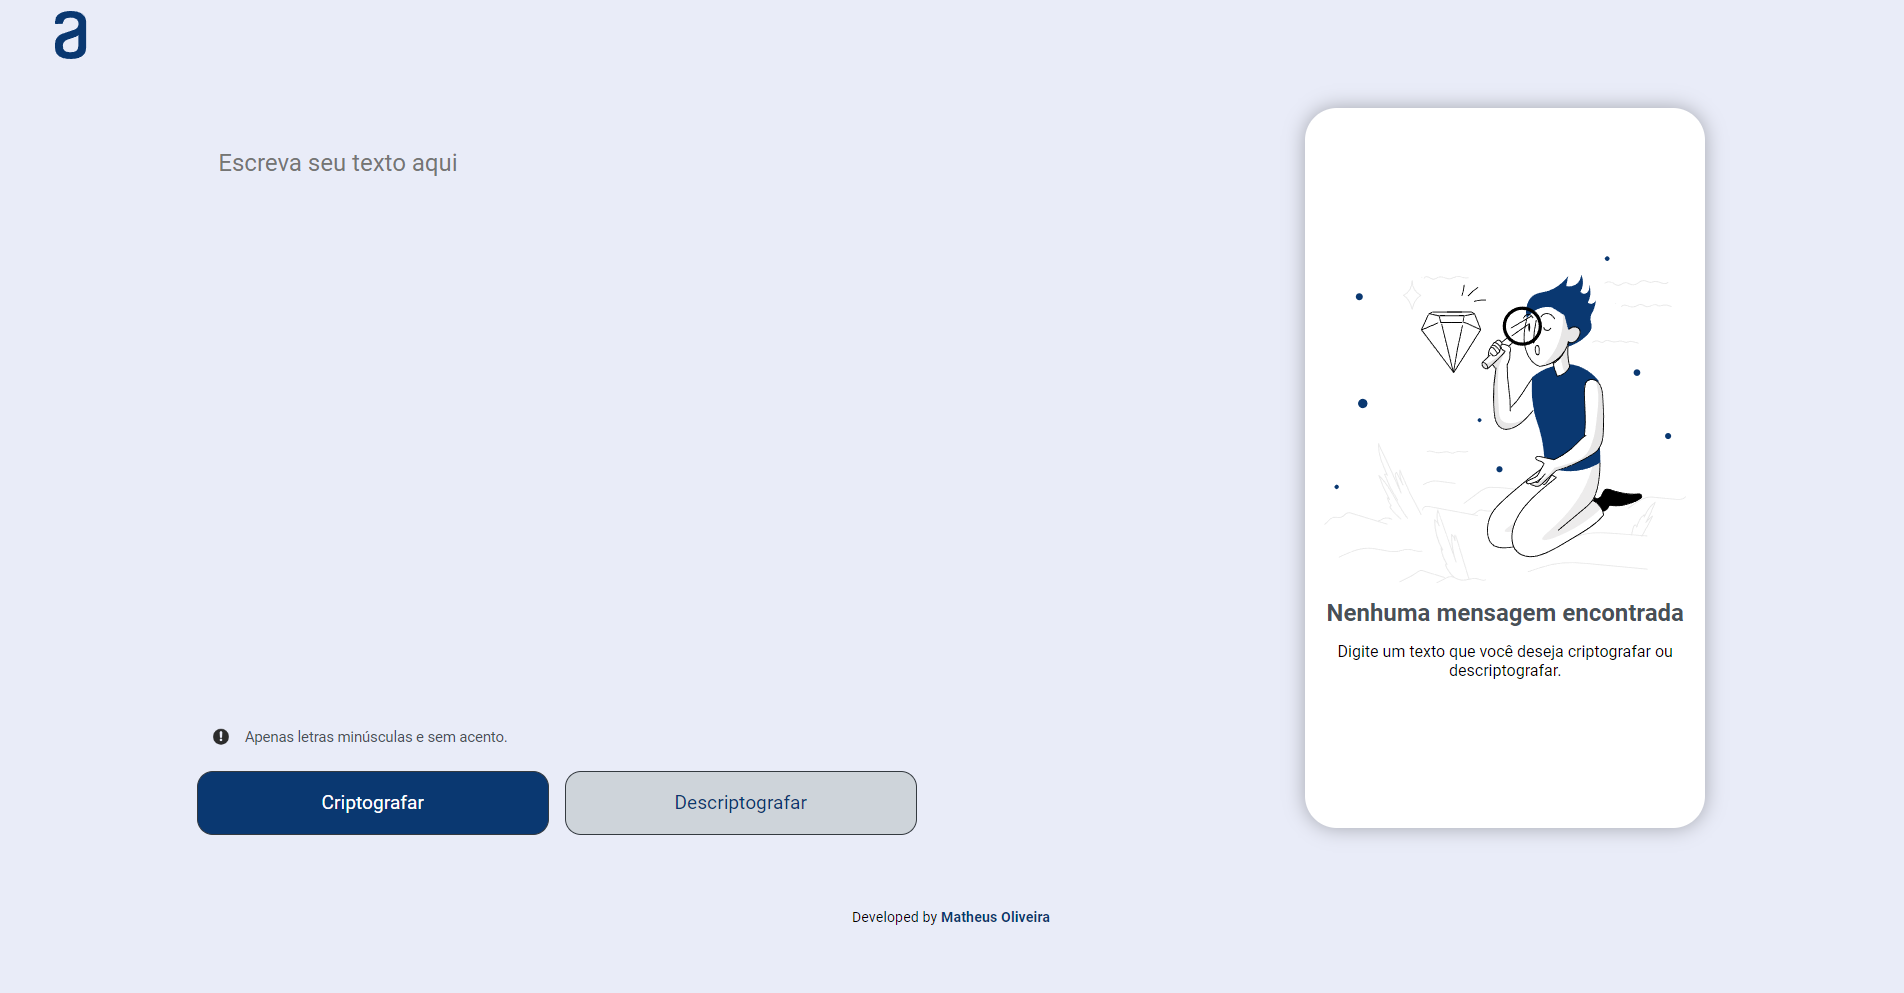 a
Escreva seu texto aqui
Nenhuma mensagem encontrada
Digite um texto que você deseja criptografar ou
descriptografar.
Apenas letras minúsculas e sem acento.
Criptografar
Descriptografar
Developed by Matheus Oliveira